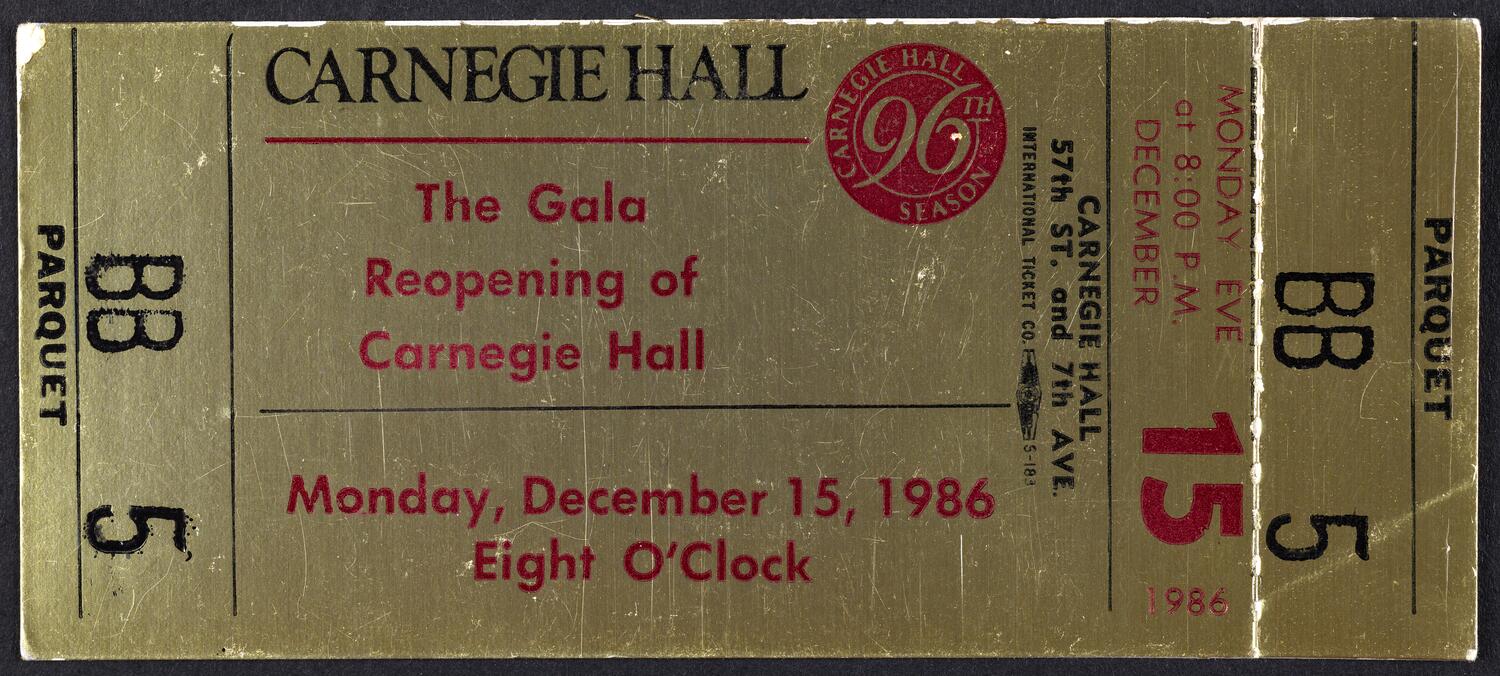 PARQUET
BB 5
CARNEGIE HALL
CARNEGIE HALL
96TH
SEASON
The Gala
Reopening of
Carnegie Hall
Monday, December 15, 1986
Eight O'Clock
CARNEGIE HALL
57th ST. and 7th AVE.
INTERNATIONAL TICKET CO.
MONDAY EVE
at 8:00 P.M.
DECEMBER
15
1986
BB 5
PARQUET